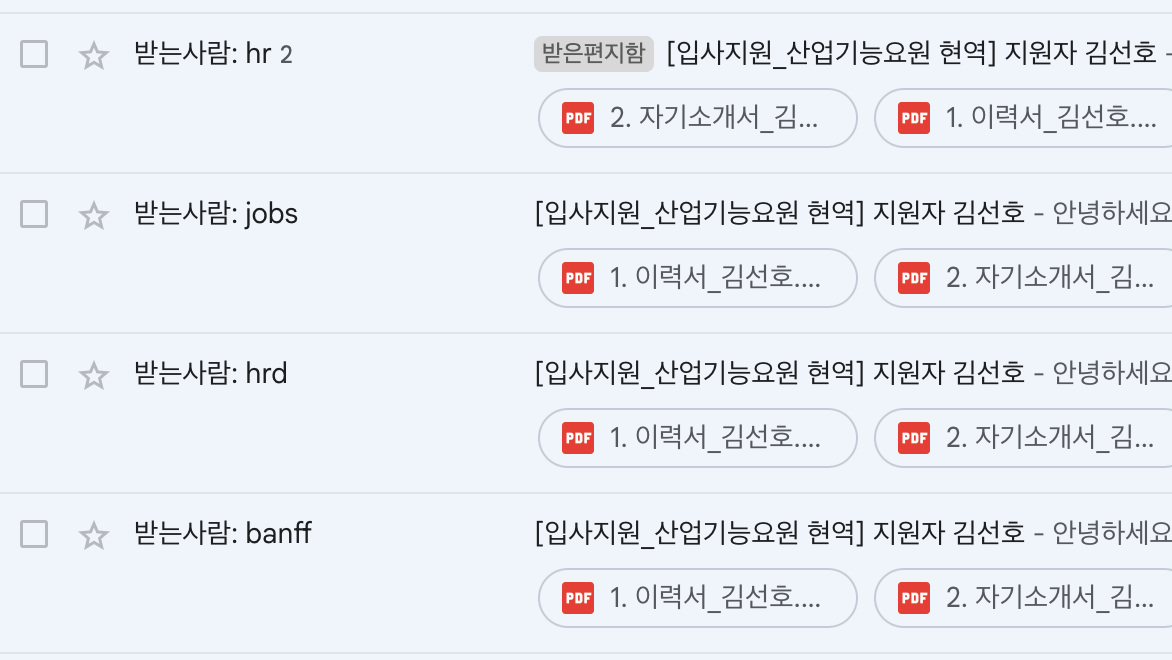 받는사람: hr 2
받은편지함 [입사지원_산업기능요원 현역] 지원자 김선호 -
PDF 2. 자기소개서_김... PDF 1. 이력서_김선호....
받는사람: jobs
[입사지원_산업기능요원 현역] 지원자 김선호 - 안녕하세요
PDF 1. 이력서_김선호.... PDF 2. 자기소개서_김...
받는사람: hrd
[입사지원_산업기능요원 현역] 지원자 김선호 - 안녕하세요
PDF 1. 이력서_김선호.... PDF 2. 자기소개서_김...
받는사람: banff
[입사지원_산업기능요원 현역] 지원자 김선호 - 안녕하세요
PDF 1. 이력서_김선호.... PDF 2. 자기소개서_김...